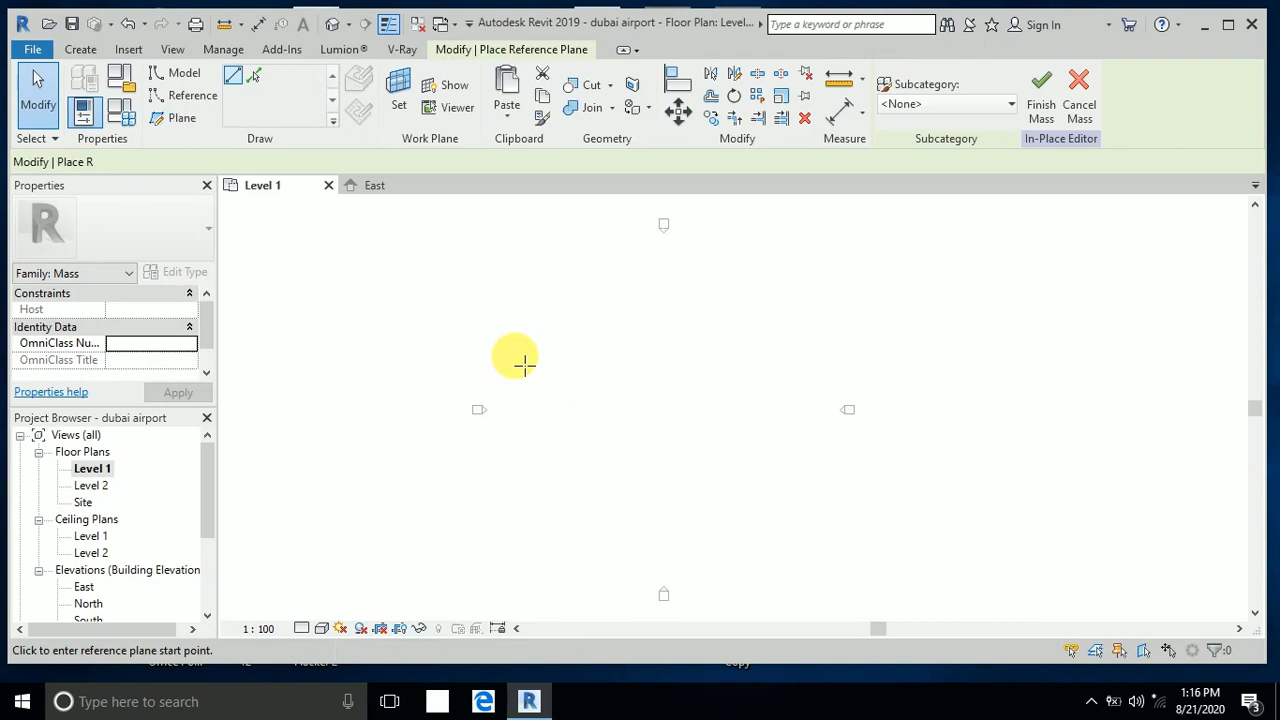 Autodesk Revit 2019 - dubai airport - Floor Plan: Level... Type a keyword or phrase Sign In
File Create Insert View Manage Add-Ins Lumion® V-Ray Modify | Place Reference Plane
Model Show Cut Subcategory:
Modify Reference Set Viewer Paste Join <None> Finish Mass Cancel Mass
Plane
Select Properties Draw Work Plane Clipboard Geometry Modify Measure Subcategory In-Place Editor
Modify | Place R
Properties Level 1 East
Family: Mass Edit Type
Constraints
Host
Identity Data
OmniClass Nu...
OmniClass Title
Properties help Apply
Project Browser - dubai airport
Views (all)
Floor Plans
Level 1
Level 2
Site
Ceiling Plans
Level 1
Level 2
Elevations (Building Elevation
East
North
South
1 : 100
Click to enter reference plane start point. :0
Type here to search 1:16 PM
8/21/2020 3